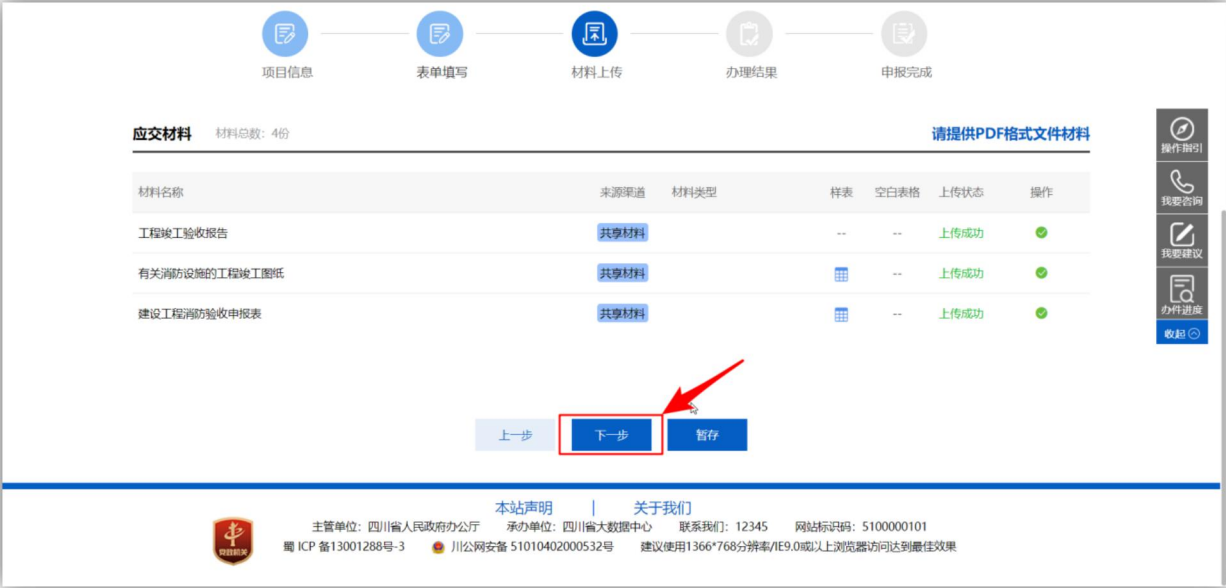 项目信息 表单填写 材料上传 办理结果 申报完成
应交材料 材料总数：4份 请提供PDF格式文件材料
材料名称 来源渠道 材料类型 样表 空白表格 上传状态 操作
工程竣工验收报告 共享材料 -- -- 上传成功
有关消防设施的工程竣工图纸 共享材料 -- 上传成功
建设工程消防验收申报表 共享材料 -- 上传成功
操作指引
我要咨询
我要建议
办件进度
收起
上一步 下一步 暂存
本站声明 | 关于我们
主管单位：四川省人民政府办公厅 承办单位：四川省大数据中心 联系我们：12345 网站标识码：5100000101
蜀 ICP 备13001288号-3 川公网安备 51010402000532号 建议使用1366*768分辨率/IE9.0或以上浏览器访问达到最佳效果
党政机关